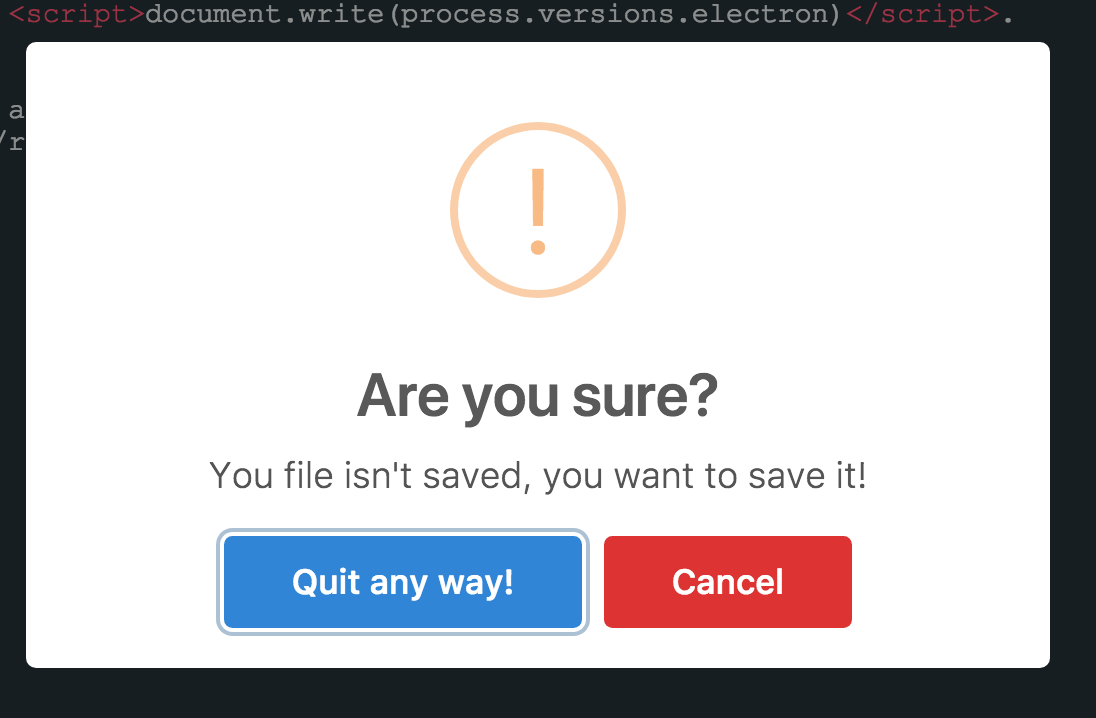 <script>document.write(process.versions.electron)</script>.
a
/r
Are you sure?
You file isn't saved, you want to save it!
Quit any way!
Cancel